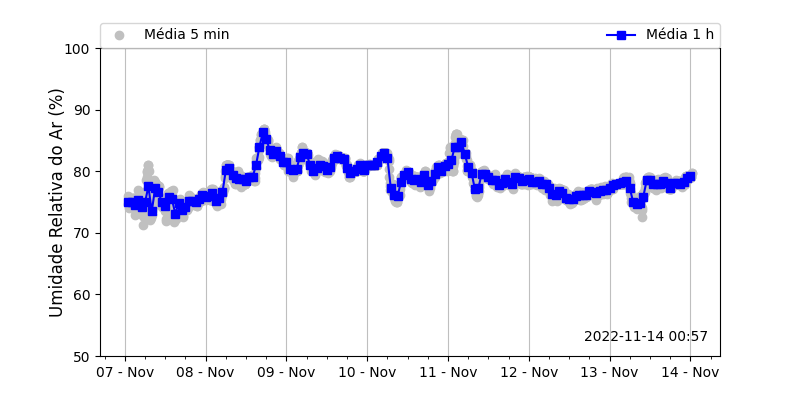 Média 5 min
Média 1 h
Umidade Relativa do Ar (%)
100
90
80
70
60
50
2022-11-14 00:57
07 - Nov
08 - Nov
09 - Nov
10 - Nov
11 - Nov
12 - Nov
13 - Nov
14 - Nov